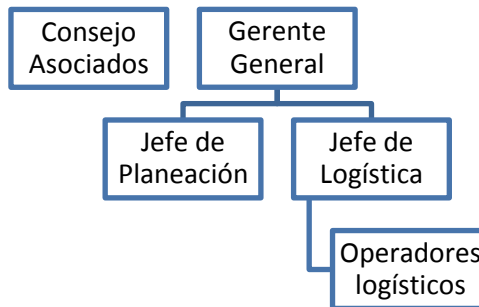 Consejo
Asociados
Gerente
General
Jefe de
Planeación
Jefe de
Logística
Operadores
logísticos